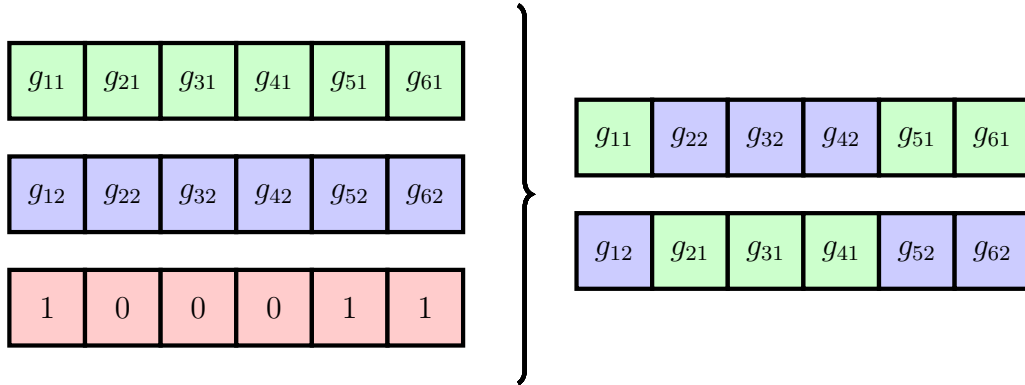 g₁₁ g₂₁ g₃₁ g₄₁ g₅₁ g₆₁
g₁₂ g₂₂ g₃₂ g₄₂ g₅₂ g₆₂
1 0 0 0 1 1
g₁₁ g₂₂ g₃₂ g₄₂ g₅₁ g₆₁
g₁₂ g₂₁ g₃₁ g₄₁ g₅₂ g₆₂